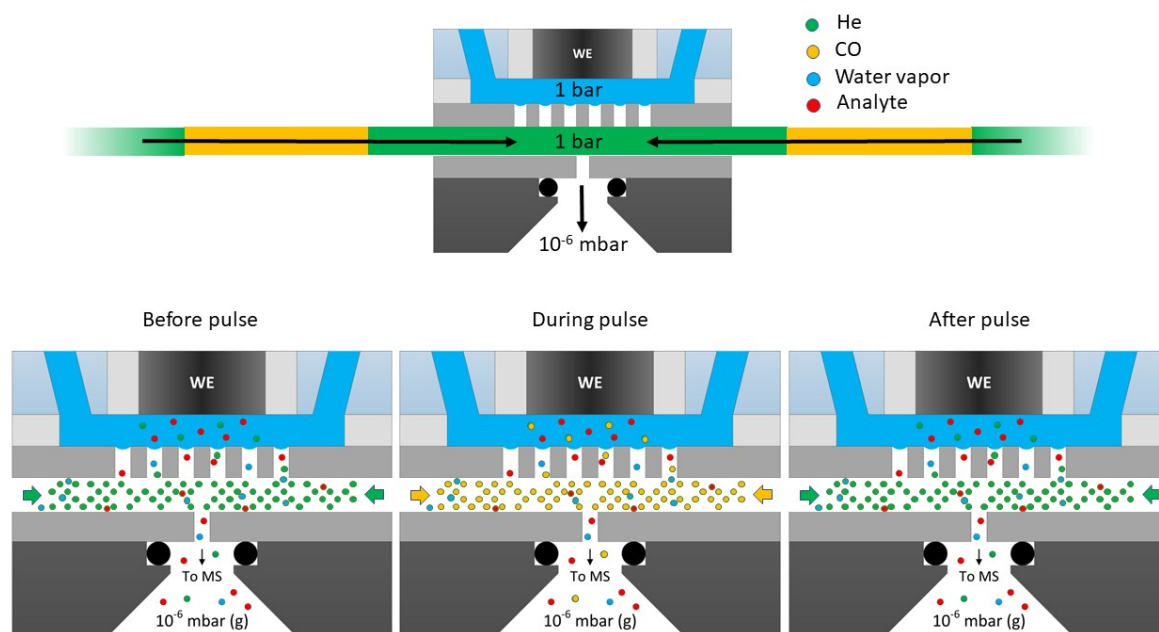 He
CO
Water vapor
Analyte
WE
1 bar
1 bar
10⁻⁶ mbar
Before pulse
During pulse
After pulse
WE
To MS
10⁻⁶ mbar (g)
WE
To MS
10⁻⁶ mbar (g)
WE
To MS
10⁻⁶ mbar (g)